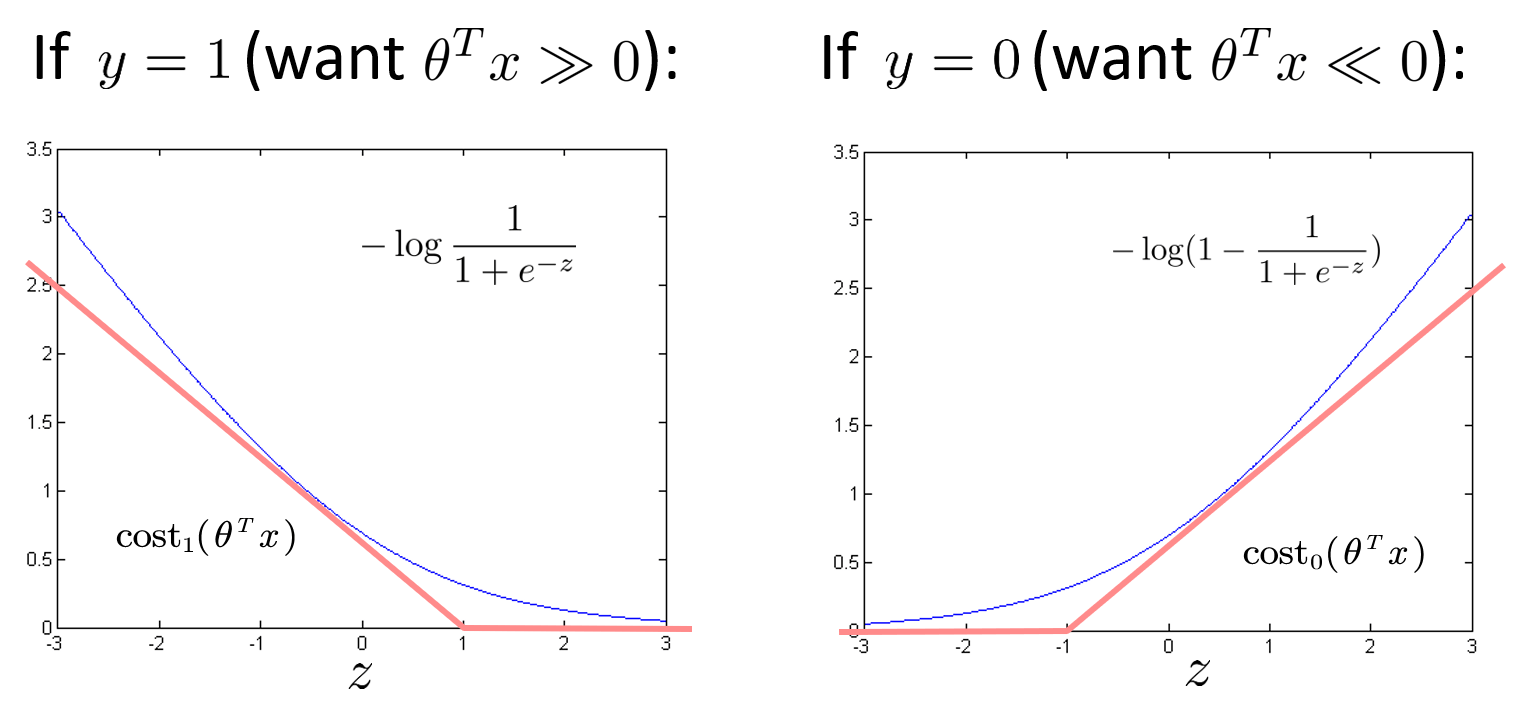 If y = 1 (want θ^T x ≫ 0):
3.5
3
2.5
2
1.5
1
0.5
0
-3 -2 -1 0 1 2 3
z
−log 1/(1 + e^{−z})
cost₁(θ^T x)
If y = 0 (want θ^T x ≪ 0):
3.5
3
2.5
2
1.5
1
0.5
0
-3 -2 -1 0 1 2 3
z
−log(1 − 1/(1 + e^{−z}))
cost₀(θ^T x)